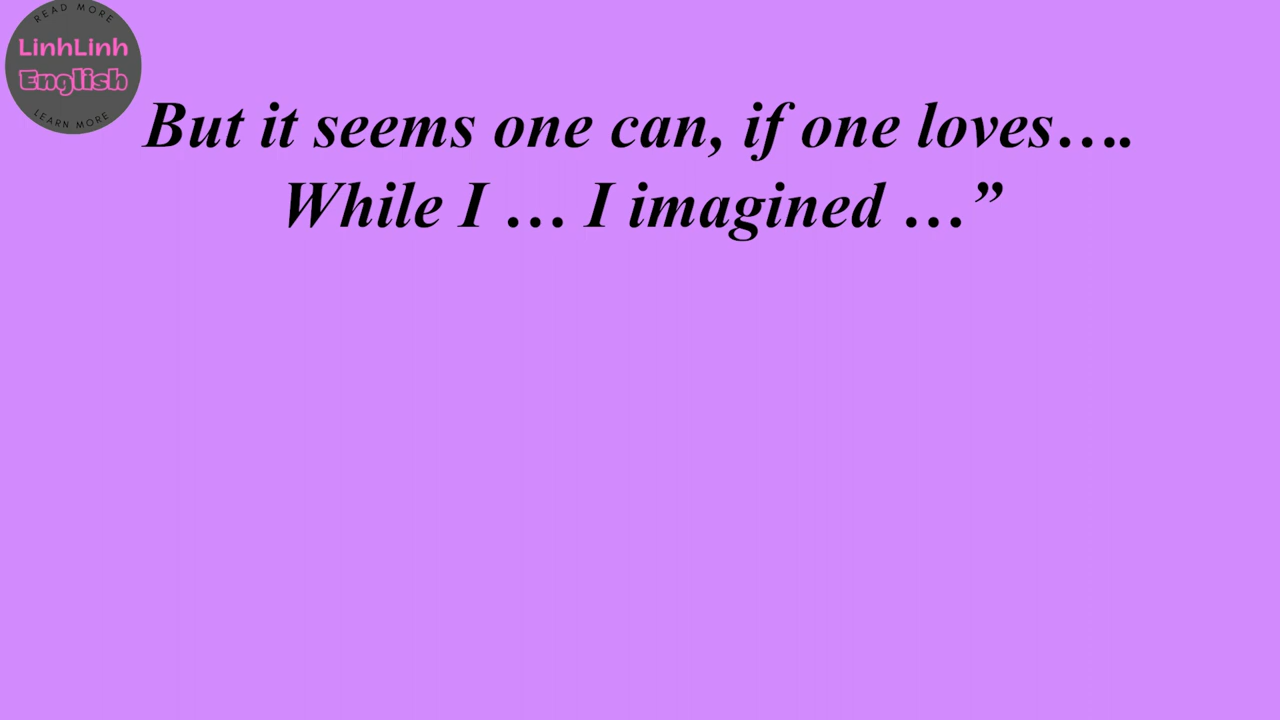 READ MORE
LinhLinh
English
LEARN MORE
But it seems one can, if one loves….
While I … I imagined …”